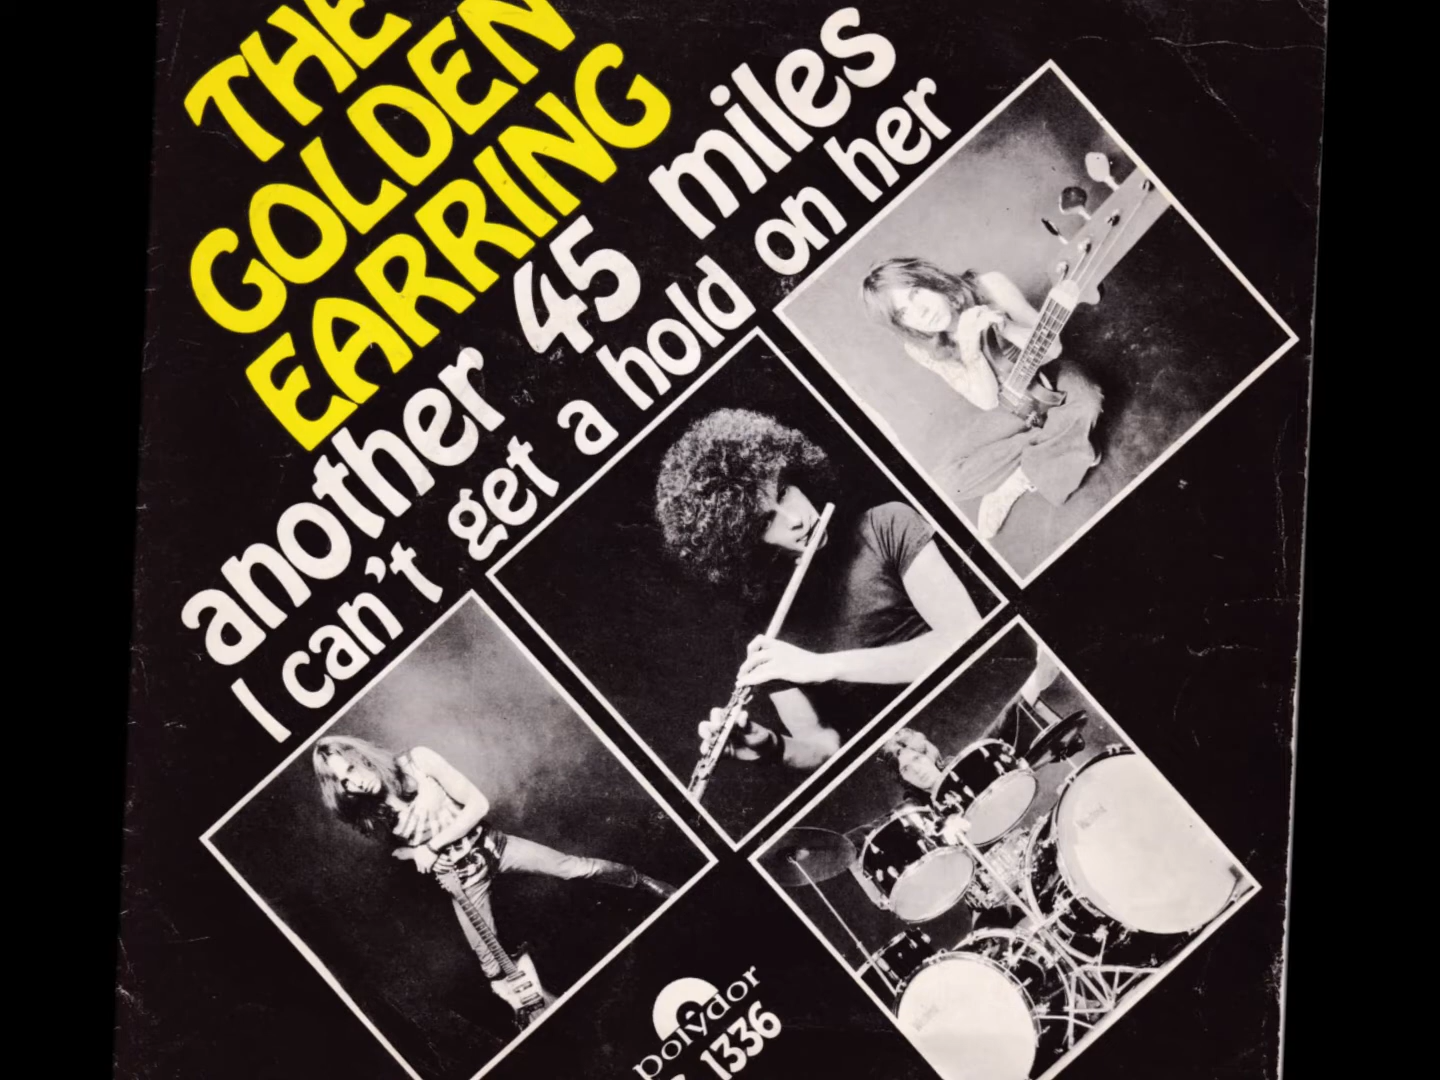 THE
GOLDEN
EARRING
another 45 miles
I can't get a hold on her
polydor
1336